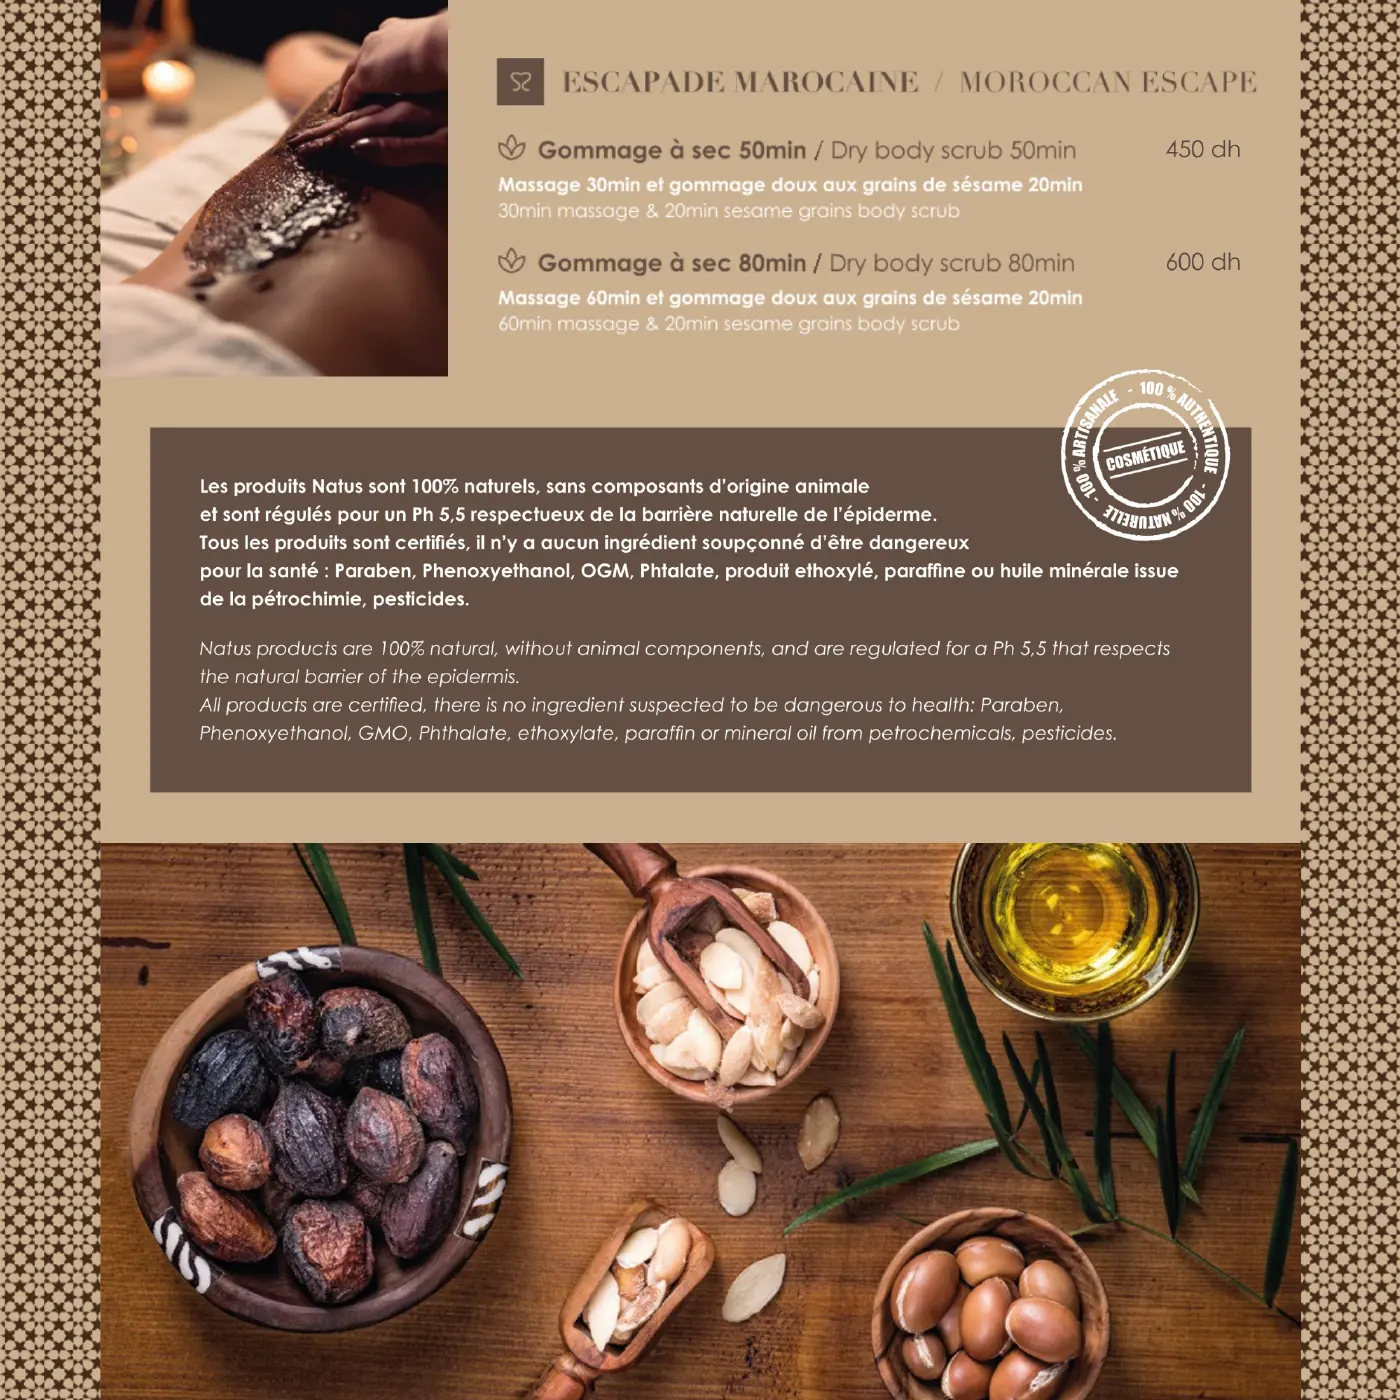 ESCAPADE MAROCAINE / MOROCCAN ESCAPE
Gommage à sec 50min / Dry body scrub 50min 450 dh
Massage 30min et gommage doux aux grains de sésame 20min
30min massage & 20min sesame grains body scrub
Gommage à sec 80min / Dry body scrub 80min 600 dh
Massage 60min et gommage doux aux grains de sésame 20min
60min massage & 20min sesame grains body scrub
100 % ARTISANALE - 100 % AUTHENTIQUE - 100 % NATURELLE -
COSMÉTIQUE
Les produits Natus sont 100% naturels, sans composants d'origine animale
et sont régulés pour un Ph 5,5 respectueux de la barrière naturelle de l'épiderme.
Tous les produits sont certifiés, il n'y a aucun ingrédient soupçonné d'être dangereux
pour la santé : Paraben, Phenoxyethanol, OGM, Phtalate, produit ethoxylé, paraffine ou huile minérale issue
de la pétrochimie, pesticides.
Natus products are 100% natural, without animal components, and are regulated for a Ph 5,5 that respects
the natural barrier of the epidermis.
All products are certified, there is no ingredient suspected to be dangerous to health: Paraben,
Phenoxyethanol, GMO, Phthalate, ethoxylate, paraffin or mineral oil from petrochemicals, pesticides.